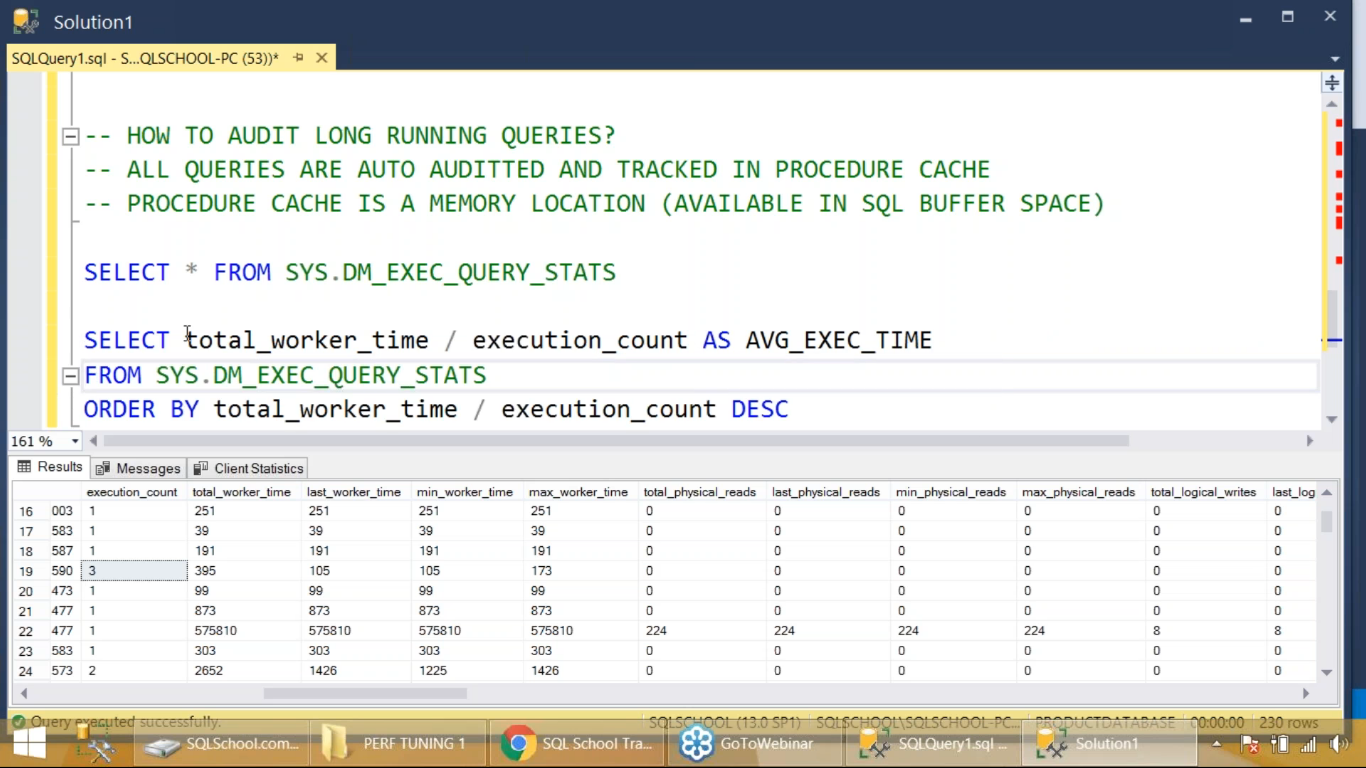 Solution1
SQLQuery1.sql - S...QLSCHOOL-PC (53))*
-- HOW TO AUDIT LONG RUNNING QUERIES?
-- ALL QUERIES ARE AUTO AUDITTED AND TRACKED IN PROCEDURE CACHE
-- PROCEDURE CACHE IS A MEMORY LOCATION (AVAILABLE IN SQL BUFFER SPACE)
SELECT * FROM SYS.DM_EXEC_QUERY_STATS
SELECT total_worker_time / execution_count AS AVG_EXEC_TIME
FROM SYS.DM_EXEC_QUERY_STATS
ORDER BY total_worker_time / execution_count DESC
161 %
Results Messages Client Statistics
execution_count total_worker_time last_worker_time min_worker_time max_worker_time total_physical_reads last_physical_reads min_physical_reads max_physical_reads total_logical_writes last_log
16 003 1 251 251 251 251 0 0 0 0 0 0
17 583 1 39 39 39 39 0 0 0 0 0 0
18 587 1 191 191 191 191 0 0 0 0 0 0
19 590 3 395 105 105 173 0 0 0 0 0 0
20 473 1 99 99 99 99 0 0 0 0 0 0
21 477 1 873 873 873 873 0 0 0 0 0 0
22 477 1 575810 575810 575810 575810 224 224 224 224 8 8
23 583 1 303 303 303 303 0 0 0 0 0 0
24 573 2 2652 1426 1225 1426 0 0 0 0 0 0
Query executed successfully. SQLSCHOOL (13.0 SP1) SQLSCHOOL\SQLSCHOOL-PC... PRODUCTDATABASE 00:00:00 230 rows
SQLSchool.com... PERF TUNING 1 SQL School Tra... GoToWebinar SQLQuery1.sql ... Solution1